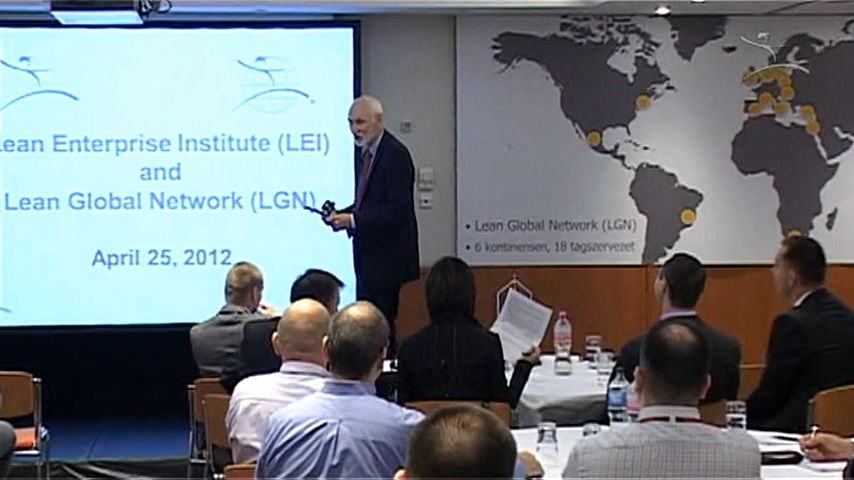 Lean Enterprise Institute (LEI)
and
Lean Global Network (LGN)
April 25, 2012
• Lean Global Network (LGN)
• 6 kontinensen, 18 tagszervezet